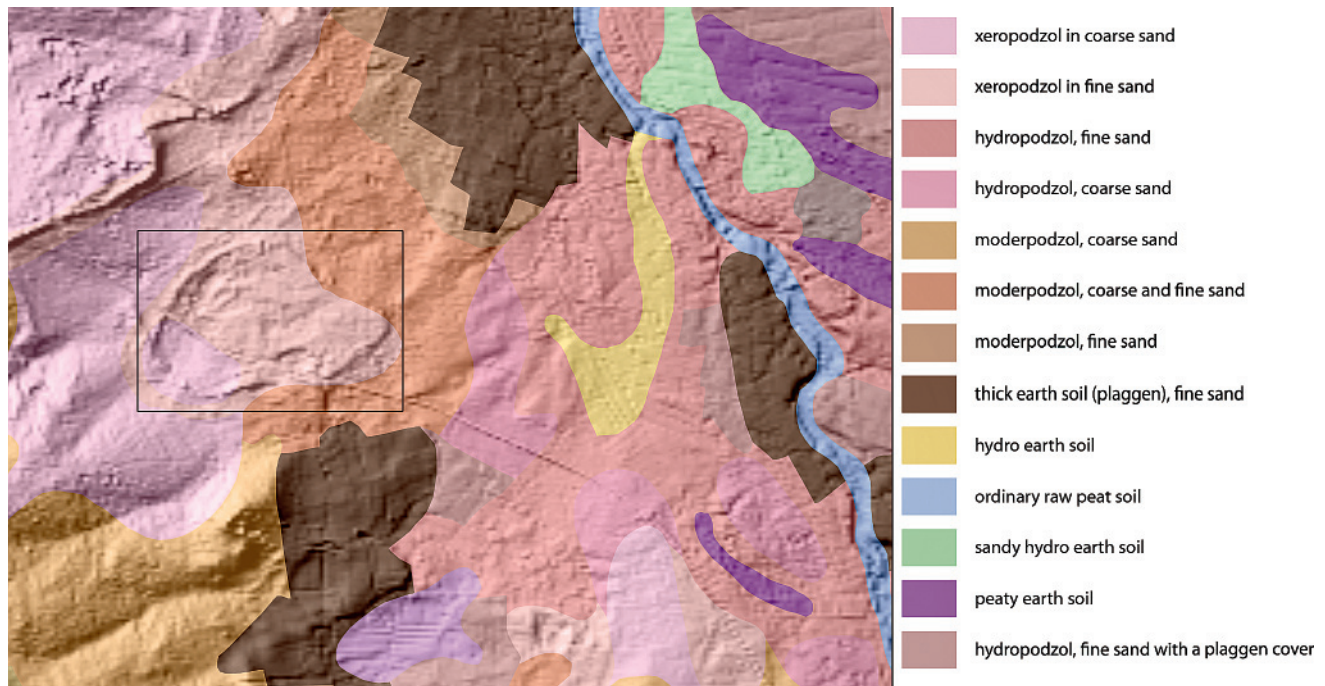 xeropodzol in coarse sand
xeropodzol in fine sand
hydropodzol, fine sand
hydropodzol, coarse sand
moderpodzol, coarse sand
moderpodzol, coarse and fine sand
moderpodzol, fine sand
thick earth soil (plaggen), fine sand
hydro earth soil
ordinary raw peat soil
sandy hydro earth soil
peaty earth soil
hydropodzol, fine sand with a plaggen cover